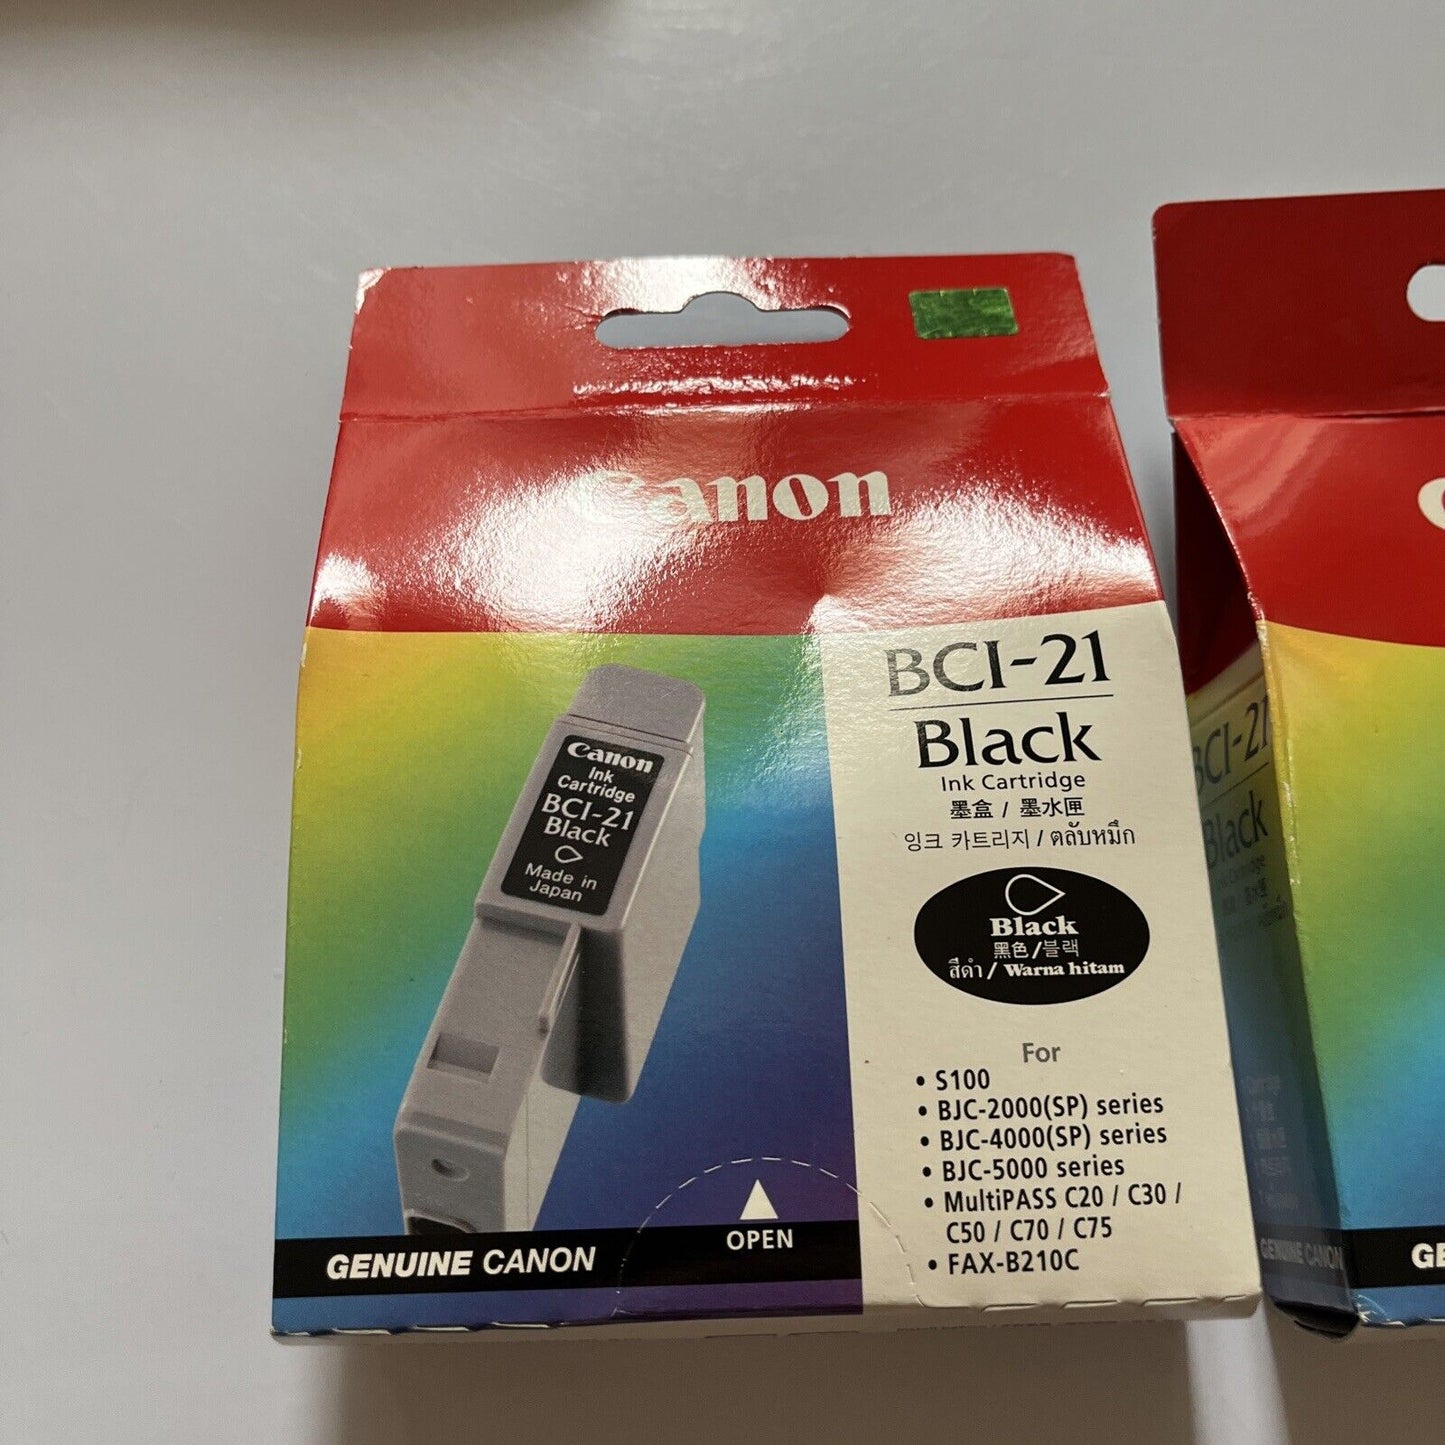 Canon
BCI-21
Black
Ink Cartridge
墨盒 / 墨水匣
잉크 카트리지 / ตลับหมึก
Black
黑色/블랙
สีดำ / Warna hitam
For
• S100
• BJC-2000(SP) series
• BJC-4000(SP) series
• BJC-5000 series
• MultiPASS C20 / C30 /
C50 / C70 / C75
• FAX-B210C
Canon
Ink
Cartridge
BCI-21
Black
Made in
Japan
OPEN
GENUINE CANON
BCI-21
Black
GENUINE CANON
GE